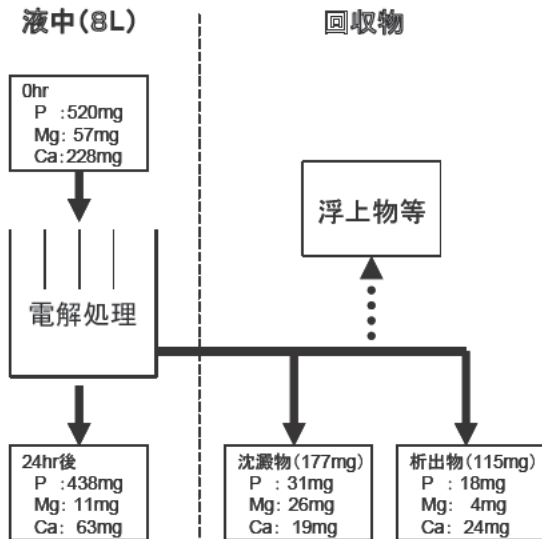 液中(8L)
回収物
0hr
P :520mg
Mg: 57mg
Ca:228mg
浮上物等
電解処理
24hr後
P :438mg
Mg: 11mg
Ca: 63mg
沈澱物(177mg)
P : 31mg
Mg:26mg
Ca:19mg
析出物(115mg)
P :18mg
Mg: 4mg
Ca:24mg